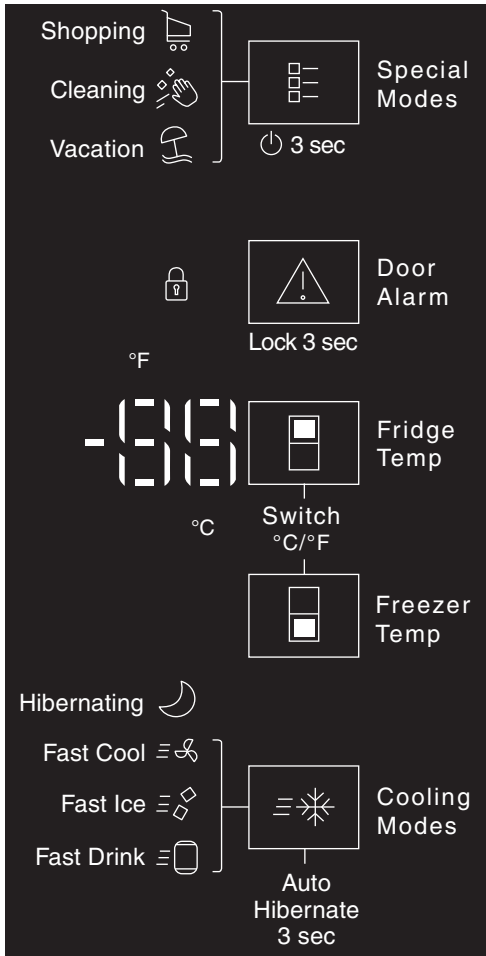 Shopping
Cleaning
Vacation
Special
Modes
3 sec
Door
Alarm
Lock 3 sec
°F
-88
Fridge
Temp
°C
Switch
°C/°F
Freezer
Temp
Hibernating
Fast Cool
Fast Ice
Fast Drink
Cooling
Modes
Auto
Hibernate
3 sec